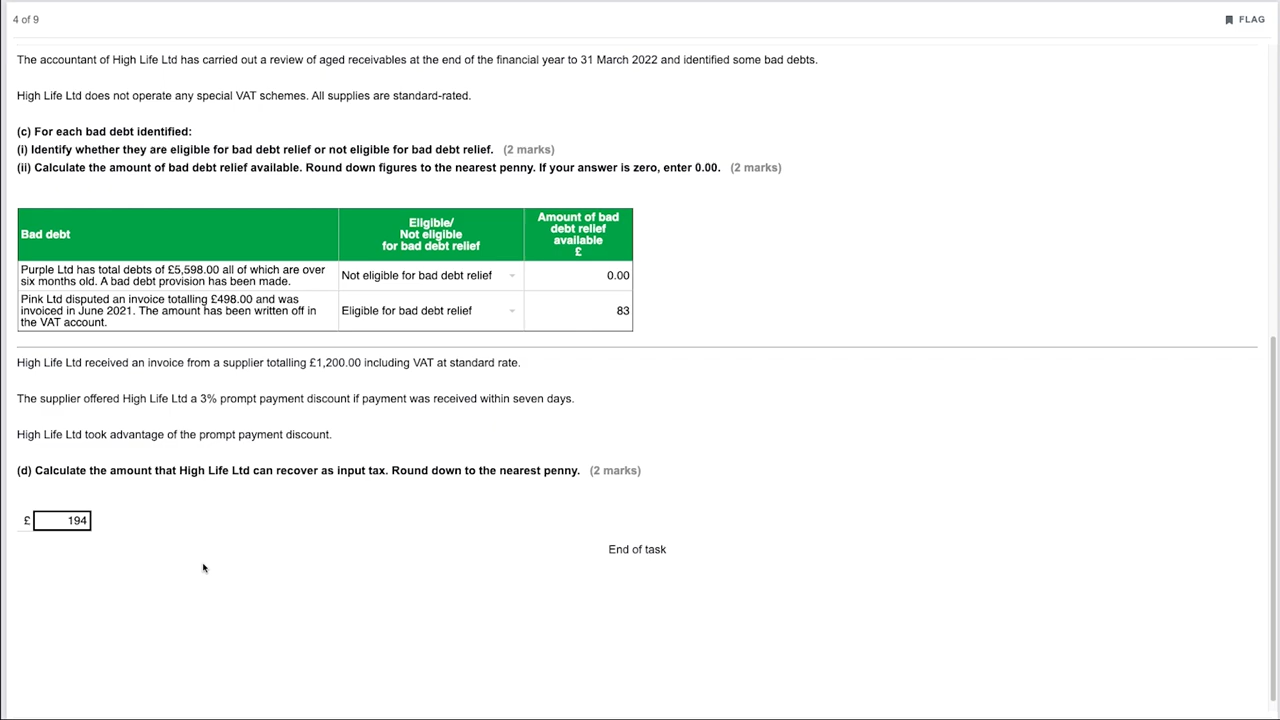 4 of 9
FLAG
The accountant of High Life Ltd has carried out a review of aged receivables at the end of the financial year to 31 March 2022 and identified some bad debts.
High Life Ltd does not operate any special VAT schemes. All supplies are standard-rated.
(c) For each bad debt identified:
(i) Identify whether they are eligible for bad debt relief or not eligible for bad debt relief. (2 marks)
(ii) Calculate the amount of bad debt relief available. Round down figures to the nearest penny. If your answer is zero, enter 0.00. (2 marks)
Bad debt
Eligible/
Not eligible
for bad debt relief
Amount of bad
debt relief
available
£
Purple Ltd has total debts of £5,598.00 all of which are over
six months old. A bad debt provision has been made.
Not eligible for bad debt relief
0.00
Pink Ltd disputed an invoice totalling £498.00 and was
invoiced in June 2021. The amount has been written off in
the VAT account.
Eligible for bad debt relief
83
High Life Ltd received an invoice from a supplier totalling £1,200.00 including VAT at standard rate.
The supplier offered High Life Ltd a 3% prompt payment discount if payment was received within seven days.
High Life Ltd took advantage of the prompt payment discount.
(d) Calculate the amount that High Life Ltd can recover as input tax. Round down to the nearest penny. (2 marks)
£ 194
End of task